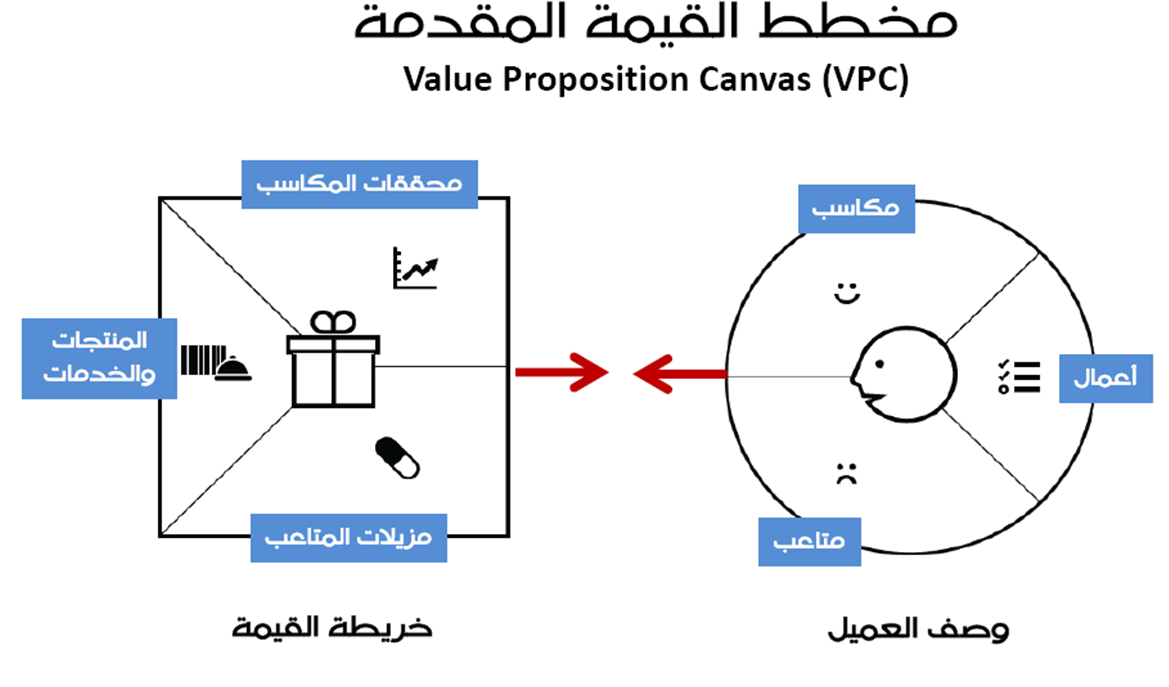 مخطط القيمة المقدمة
Value Proposition Canvas (VPC)
محققات المكاسب
مكاسب
المنتجات
والخدمات
أعمال
مزيلات المتاعب
متاعب
خريطة القيمة
وصف العميل